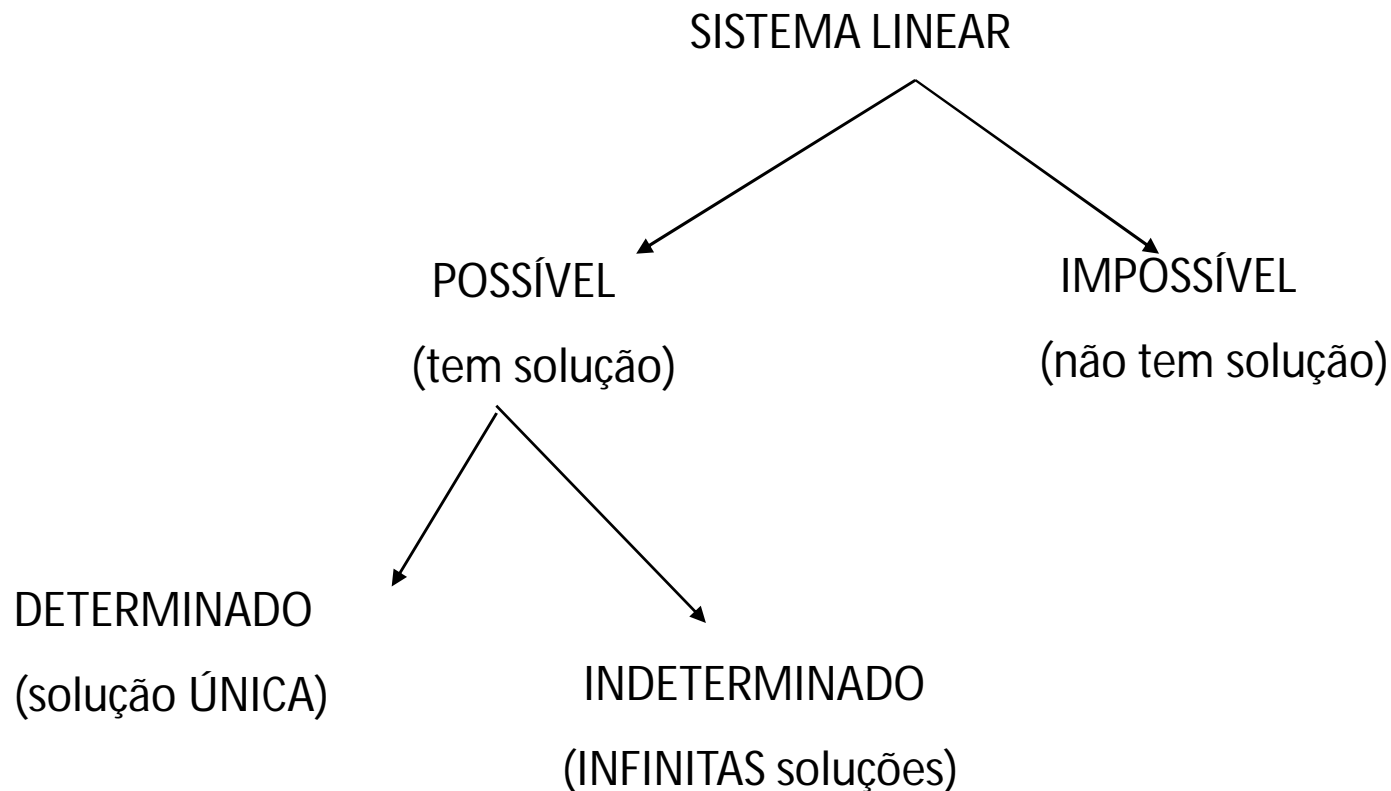 SISTEMA LINEAR
POSSÍVEL
(tem solução)
IMPOSSÍVEL
(não tem solução)
DETERMINADO
(solução ÚNICA)
INDETERMINADO
(INFINITAS soluções)